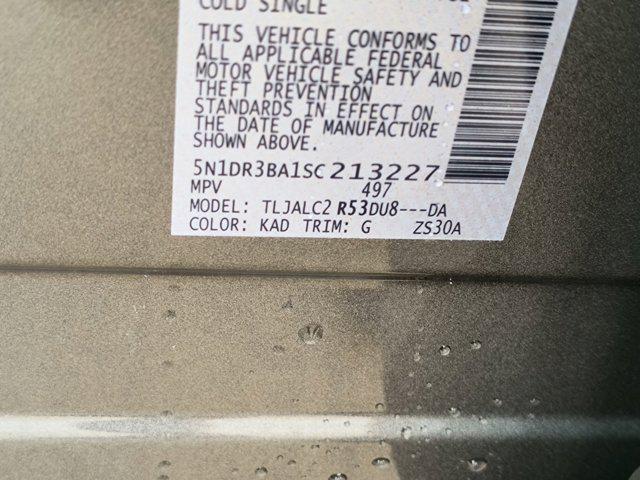 COLD SINGLE
THIS VEHICLE CONFORMS TO
ALL APPLICABLE FEDERAL
MOTOR VEHICLE SAFETY AND
THEFT PREVENTION
STANDARDS IN EFFECT ON
THE DATE OF MANUFACTURE
SHOWN ABOVE.
5N1DR3BA1SC213227
MPV 497
MODEL: TLJALC2 R53DU8---DA
COLOR: KAD TRIM: G ZS30A